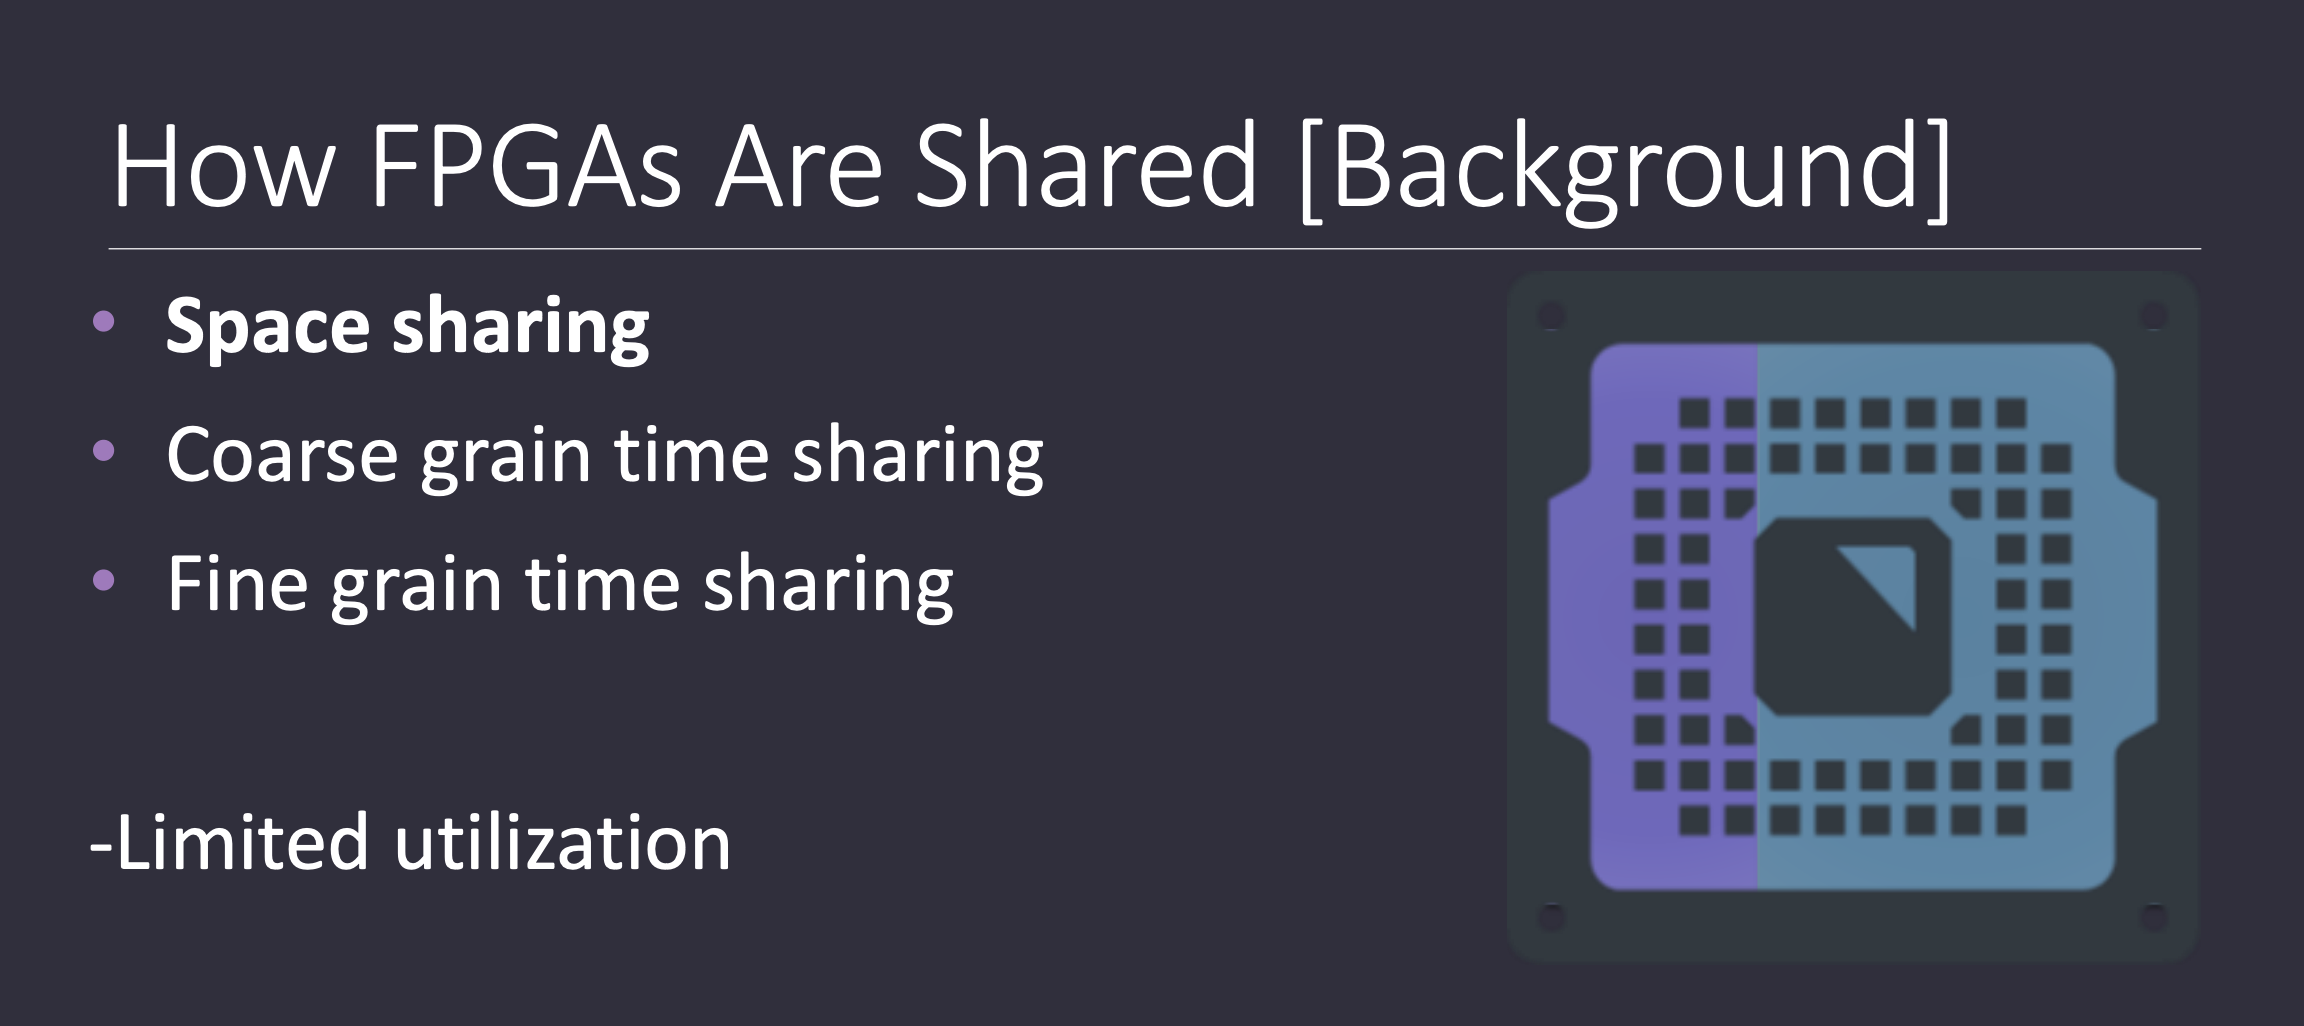 How FPGAs Are Shared [Background]
• Space sharing
• Coarse grain time sharing
• Fine grain time sharing
-Limited utilization